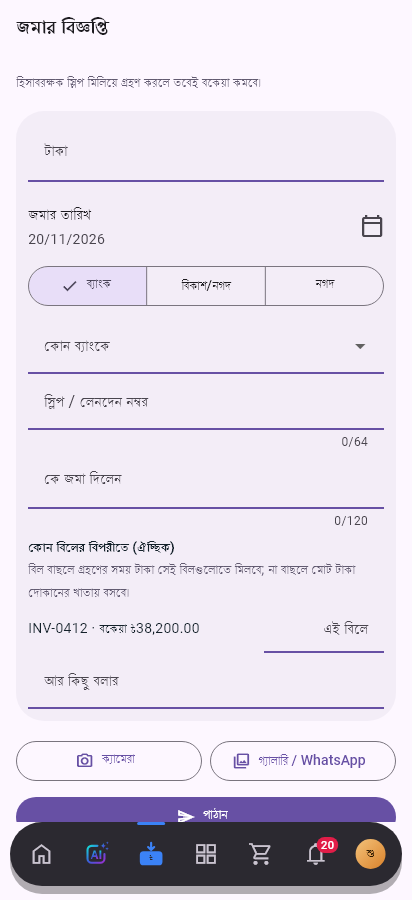 জমার বিজ্ঞপ্তি
হিসাবরক্ষক স্লিপ মিলিয়ে গ্রহণ করলে তবেই বকেয়া কমবে।
টাকা
জমার তারিখ
20/11/2026
ব্যাংক
বিকাশ/নগদ
নগদ
কোন ব্যাংকে
স্লিপ / লেনদেন নম্বর
0/64
কে জমা দিলেন
0/120
কোন বিলের বিপরীতে (ঐচ্ছিক)
বিল বাছলে গ্রহণের সময় টাকা সেই বিলগুলোতে মিলবে; না বাছলে মোট টাকা
দোকানের খাতায় বসবে।
INV-0412 · বকেয়া ৳38,200.00
এই বিলে
আর কিছু বলার
ক্যামেরা
গ্যালারি / WhatsApp
পাঠান
AI
৳
20
শু